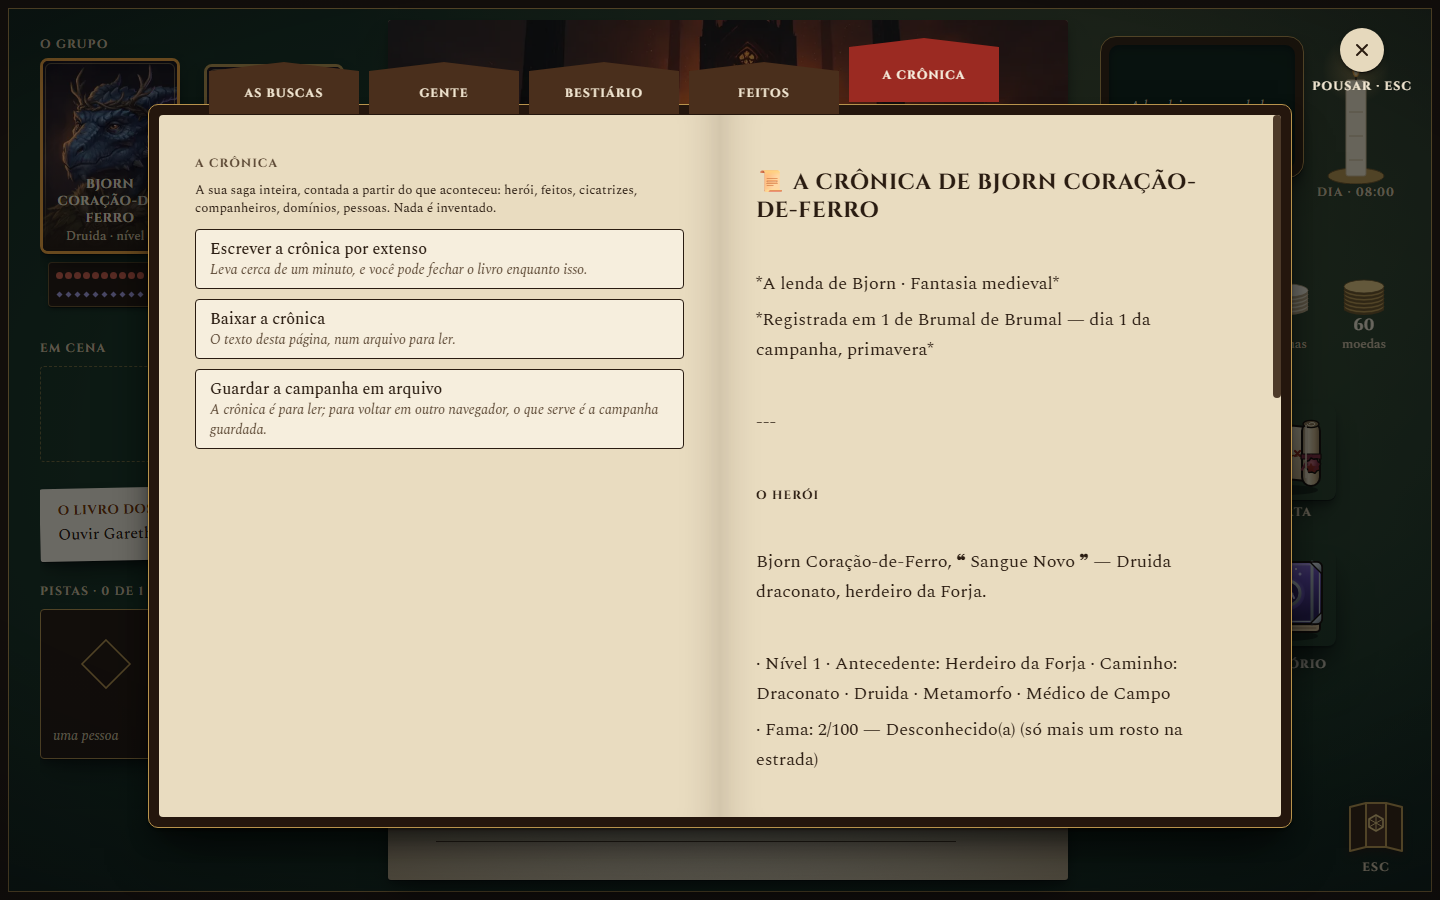 O GRUPO
BJORN
CORAÇÃO-D
FERRO
Druida · nível
EM CENA
O LIVRO DO
Ouvir Garet
PISTAS · 0 DE 1
uma pessoa
AS BUSCAS
GENTE
BESTIÁRIO
FEITOS
A CRÔNICA
A CRÔNICA
A sua saga inteira, contada a partir do que aconteceu: herói, feitos, cicatrizes,
companheiros, domínios, pessoas. Nada é inventado.
Escrever a crônica por extenso
Leva cerca de um minuto, e você pode fechar o livro enquanto isso.
Baixar a crônica
O texto desta página, num arquivo para ler.
Guardar a campanha em arquivo
A crônica é para ler; para voltar em outro navegador, o que serve é a campanha
guardada.
A CRÔNICA DE BJORN CORAÇÃO-
DE-FERRO
*A lenda de Bjorn · Fantasia medieval*
*Registrada em 1 de Brumal de Brumal — dia 1 da
campanha, primavera*
---
O HERÓI
Bjorn Coração-de-Ferro, ❝ Sangue Novo ❞ — Druida
draconato, herdeiro da Forja.
· Nível 1 · Antecedente: Herdeiro da Forja · Caminho:
Draconato · Druida · Metamorfo · Médico de Campo
· Fama: 2/100 — Desconhecido(a) (só mais um rosto na
estrada)
POUSAR · ESC
DIA · 08:00
60
moedas
ESC